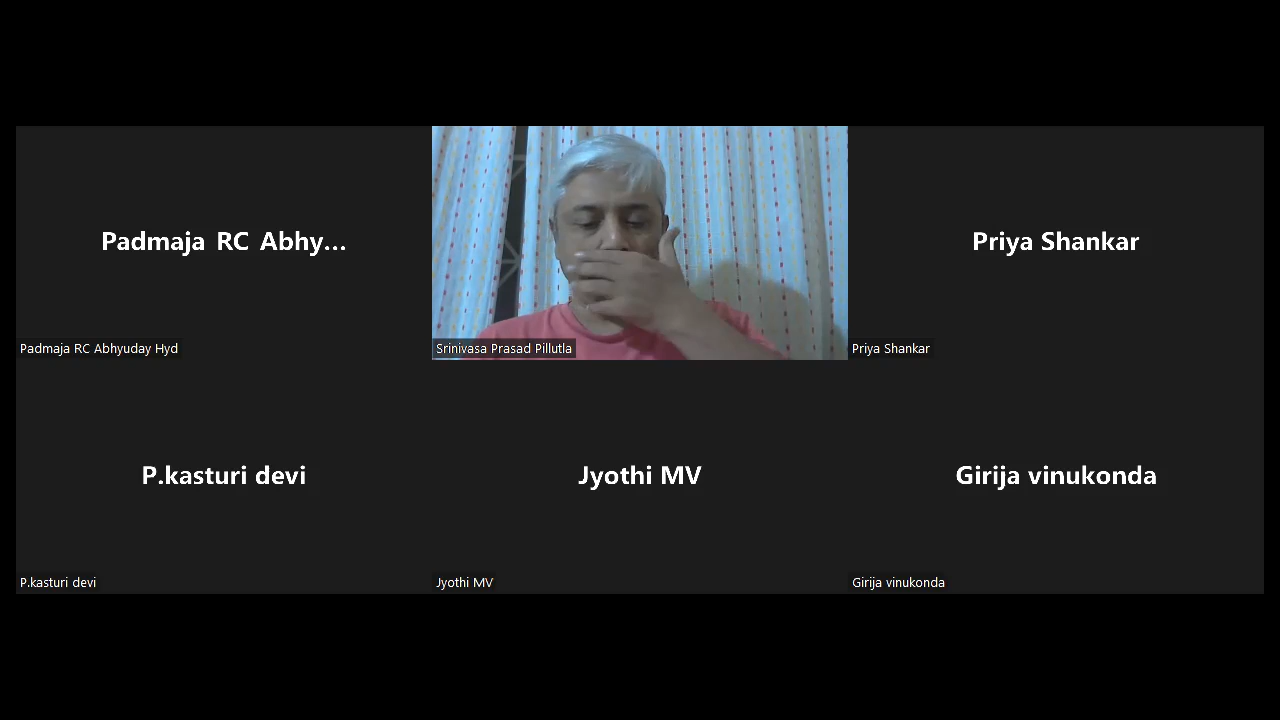 Padmaja RC Abhy...
Padmaja RC Abhyuday Hyd
Srinivasa Prasad Pillutla
Priya Shankar
Priya Shankar
P.kasturi devi
P.kasturi devi
Jyothi MV
Jyothi MV
Girija vinukonda
Girija vinukonda